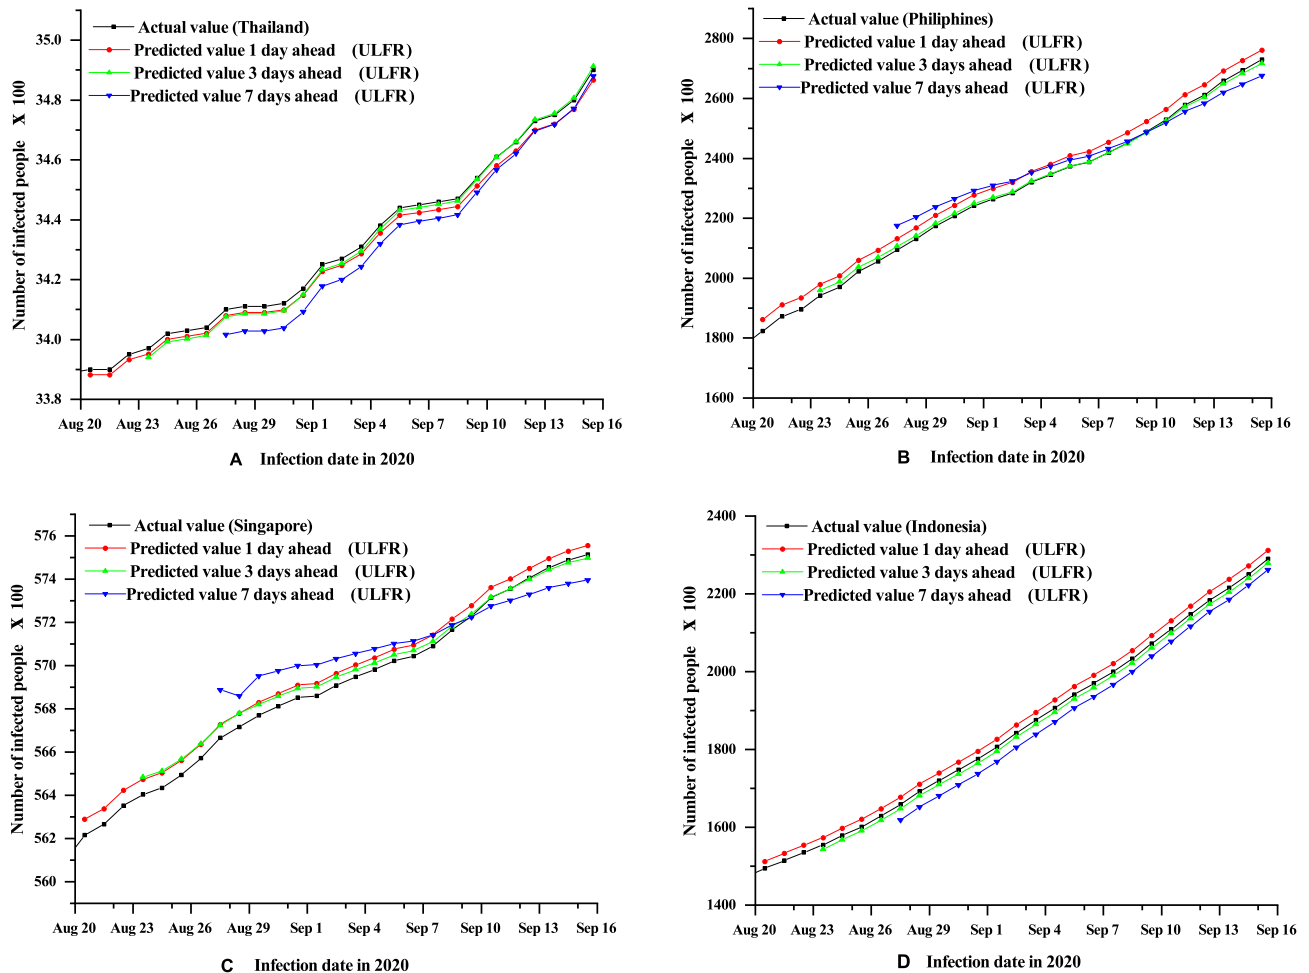 Actual value (Thailand)
Predicted value 1 day ahead (ULFR)
Predicted value 3 days ahead (ULFR)
Predicted value 7 days ahead (ULFR)
Number of infected people X 100
35.0
34.8
34.6
34.4
34.2
34.0
33.8
Aug 20 Aug 23 Aug 26 Aug 29 Sep 1 Sep 4 Sep 7 Sep 10 Sep 13 Sep 16
A Infection date in 2020
Actual value (Philiphines)
Predicted value 1 day ahead (ULFR)
Predicted value 3 days ahead (ULFR)
Predicted value 7 days ahead (ULFR)
Number of infected people X 100
2800
2600
2400
2200
2000
1800
1600
Aug 20 Aug 23 Aug 26 Aug 29 Sep 1 Sep 4 Sep 7 Sep 10 Sep 13 Sep 16
B Infection date in 2020
Actual value (Singapore)
Predicted value 1 day ahead (ULFR)
Predicted value 3 days ahead (ULFR)
Predicted value 7 days ahead (ULFR)
Number of infected people X 100
576
574
572
570
568
566
564
562
560
Aug 20 Aug 23 Aug 26 Aug 29 Sep 1 Sep 4 Sep 7 Sep 10 Sep 13 Sep 16
C Infection date in 2020
Actual value (Indonesia)
Predicted value 1 day ahead (ULFR)
Predicted value 3 days ahead (ULFR)
Predicted value 7 days ahead (ULFR)
Number of infected people X 100
2400
2200
2000
1800
1600
1400
Aug 20 Aug 23 Aug 26 Aug 29 Sep 1 Sep 4 Sep 7 Sep 10 Sep 13 Sep 16
D Infection date in 2020